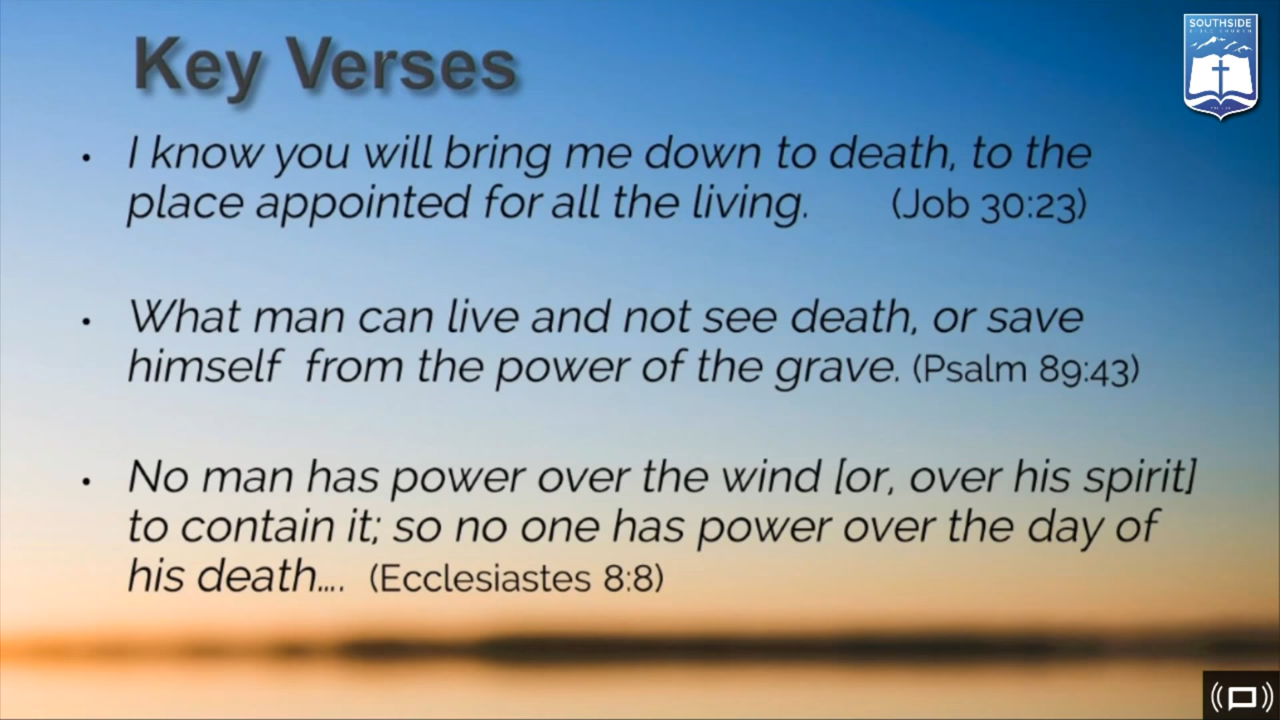 SOUTHSIDE
BIBLE CHURCH
Key Verses
• I know you will bring me down to death, to the
place appointed for all the living. (Job 30:23)
• What man can live and not see death, or save
himself from the power of the grave. (Psalm 89:43)
• No man has power over the wind [or, over his spirit]
to contain it; so no one has power over the day of
his death.... (Ecclesiastes 8:8)